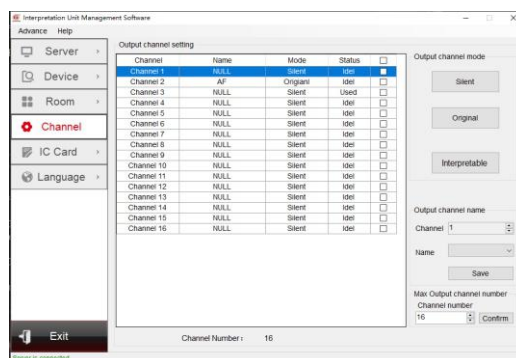 Interpretation Unit Management Software
Advance Help
Server
Device
Room
Channel
IC Card
Language
Exit
Output channel setting
Channel Name Mode Status
Channel 1 NULL Silent Idel
Channel 2 AF Origianl Idel
Channel 3 NULL Silent Used
Channel 4 NULL Silent Idel
Channel 5 NULL Silent Idel
Channel 6 NULL Silent Idel
Channel 7 NULL Silent Idel
Channel 8 NULL Silent Idel
Channel 9 NULL Silent Idel
Channel 10 NULL Silent Idel
Channel 11 NULL Silent Idel
Channel 12 NULL Silent Idel
Channel 13 NULL Silent Idel
Channel 14 NULL Silent Idel
Channel 15 NULL Silent Idel
Channel 16 NULL Silent Idel
Channel Number : 16
Output channel mode
Silent
Original
Interpretable
Output channel name
Channel 1
Name
Save
Max Output channel number
Channel number
16 Confirm
Server is connected